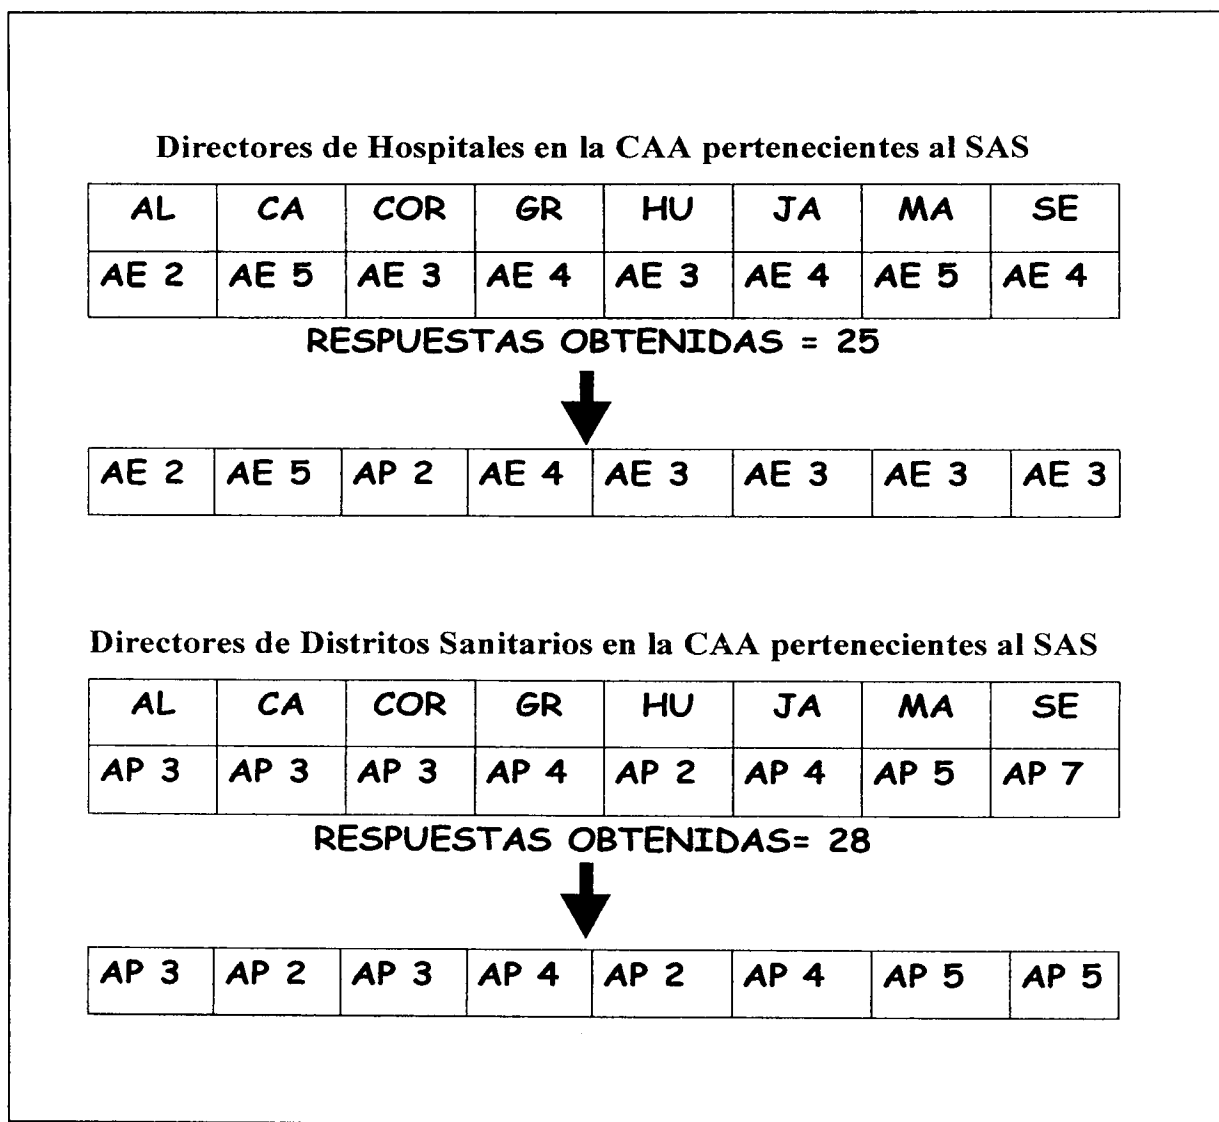 Directores de Hospitales en la CAA pertenecientes al SAS
AL CA COR GR HU JA MA SE
AE 2 AE 5 AE 3 AE 4 AE 3 AE 4 AE 5 AE 4
RESPUESTAS OBTENIDAS = 25
AE 2 AE 5 AP 2 AE 4 AE 3 AE 3 AE 3 AE 3
Directores de Distritos Sanitarios en la CAA pertenecientes al SAS
AL CA COR GR HU JA MA SE
AP 3 AP 3 AP 3 AP 4 AP 2 AP 4 AP 5 AP 7
RESPUESTAS OBTENIDAS= 28
AP 3 AP 2 AP 3 AP 4 AP 2 AP 4 AP 5 AP 5